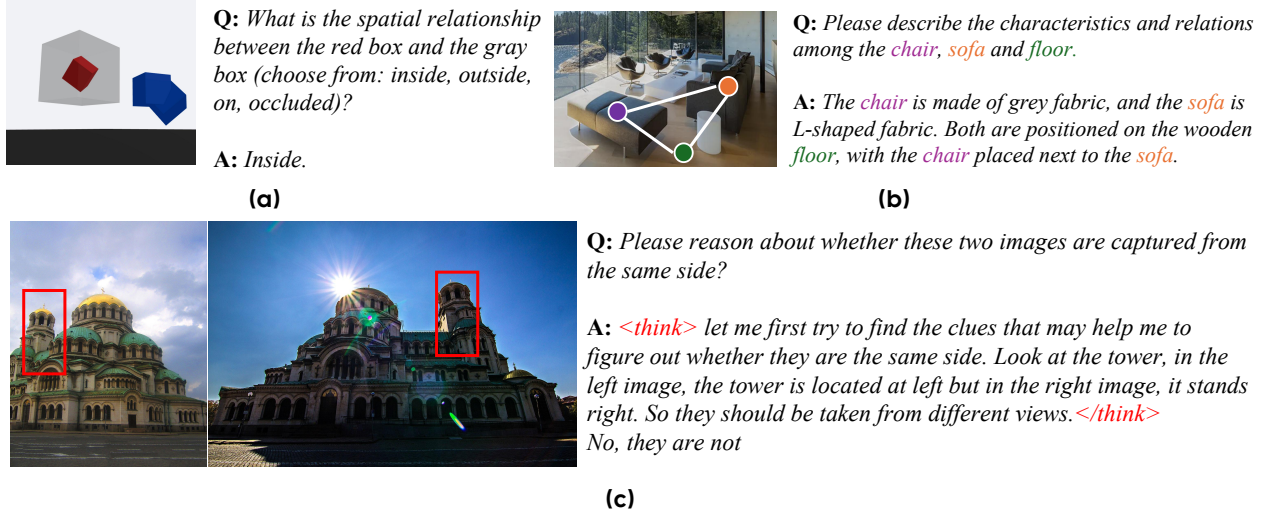 Q: What is the spatial relationship
between the red box and the gray
box (choose from: inside, outside,
on, occluded)?
A: Inside.
(a)
Q: Please describe the characteristics and relations
among the chair, sofa and floor.
A: The chair is made of grey fabric, and the sofa is
L-shaped fabric. Both are positioned on the wooden
floor, with the chair placed next to the sofa.
(b)
Q: Please reason about whether these two images are captured from
the same side?
A: <think> let me first try to find the clues that may help me to
figure out whether they are the same side. Look at the tower, in the
left image, the tower is located at left but in the right image, it stands
right. So they should be taken from different views.</think>
No, they are not
(c)